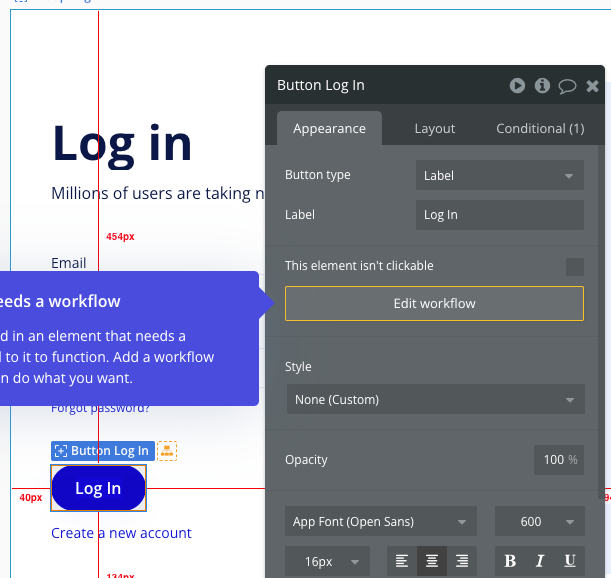 Log in
Millions of users are taking n
454px
Email
eeds a workflow
d in an element that needs a
l to it to function. Add a workflow
n do what you want.
Forgot password?
Button Log In
Log In
40px
Create a new account
134px
Button Log In
Appearance
Layout
Conditional (1)
Button type
Label
Label
Log In
This element isn't clickable
Edit workflow
Style
None (Custom)
Opacity
100 %
App Font (Open Sans)
600
16px
B I U